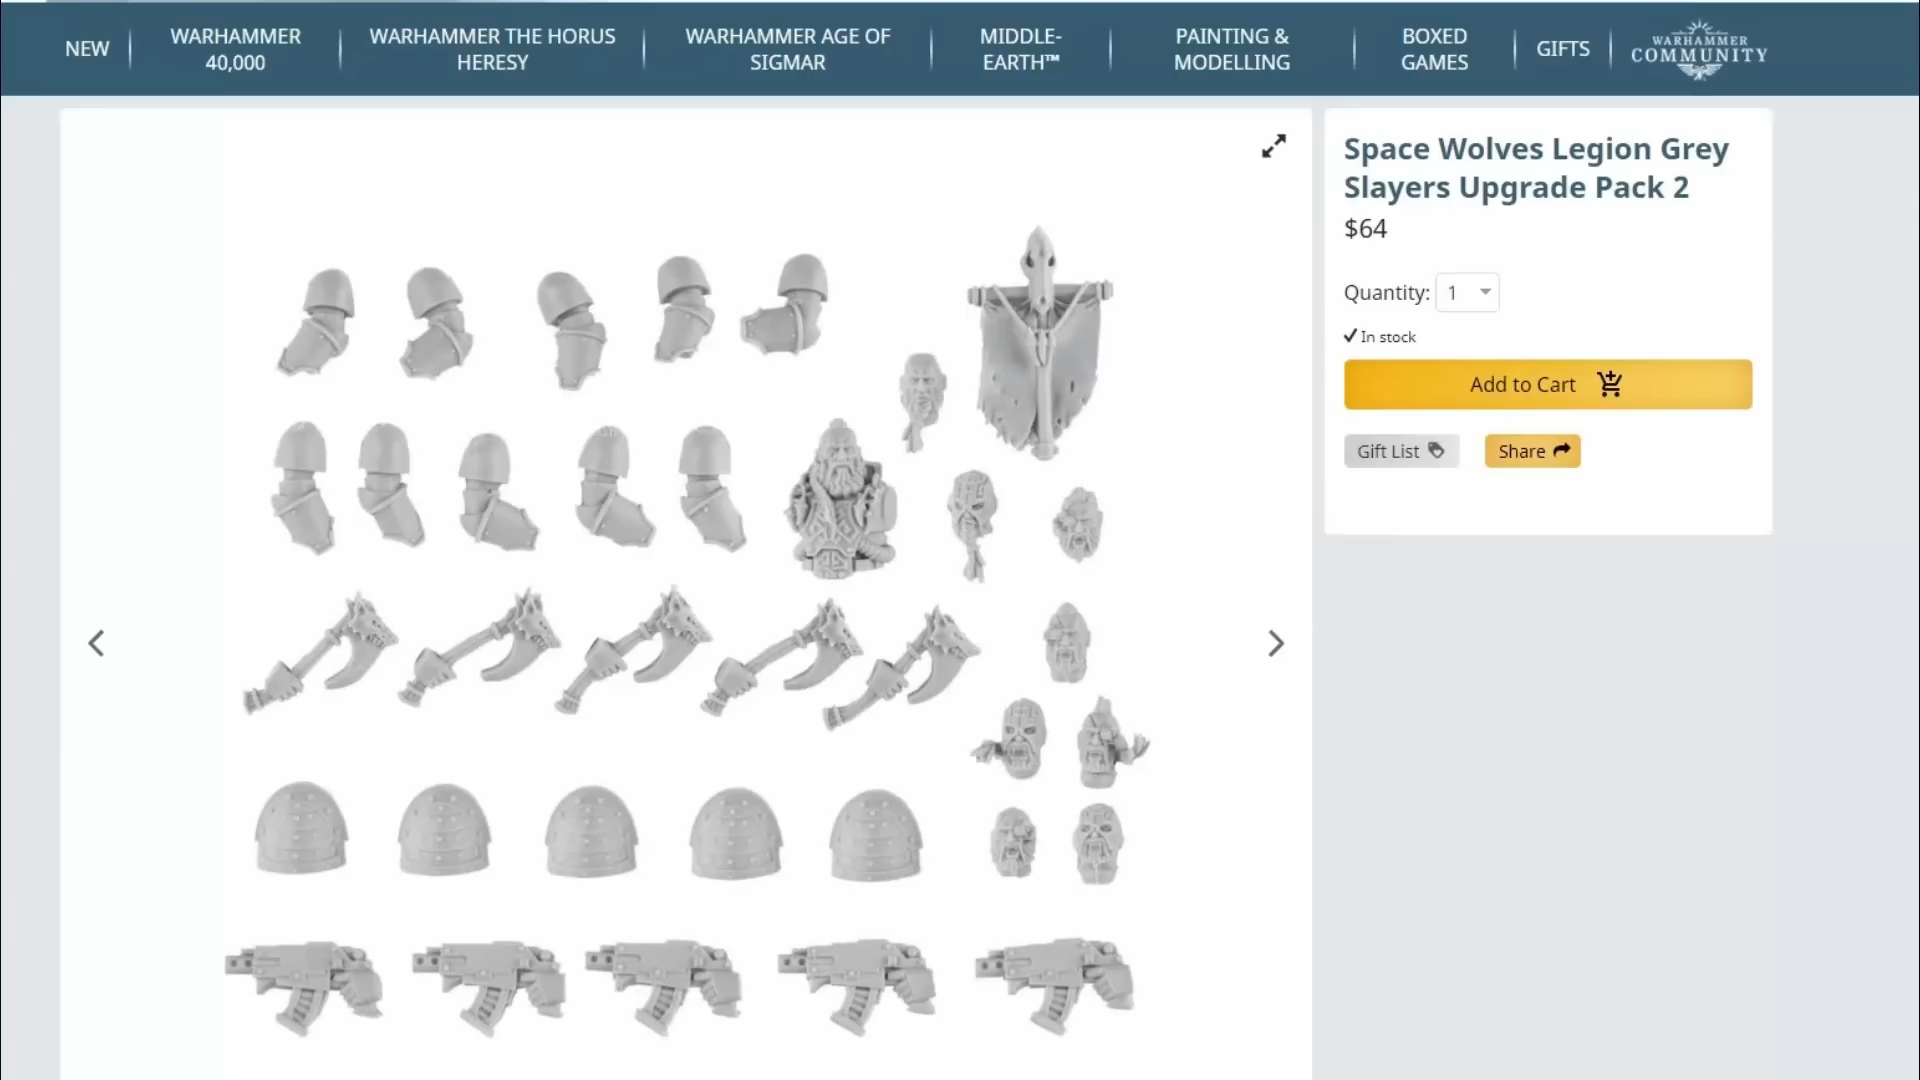 NEW
WARHAMMER
40,000
WARHAMMER THE HORUS
HERESY
WARHAMMER AGE OF
SIGMAR
MIDDLE-
EARTH™
PAINTING &
MODELLING
BOXED
GAMES
GIFTS
WARHAMMER
COMMUNITY
Space Wolves Legion Grey
Slayers Upgrade Pack 2
$64
Quantity: 1
In stock
Add to Cart
Gift List
Share